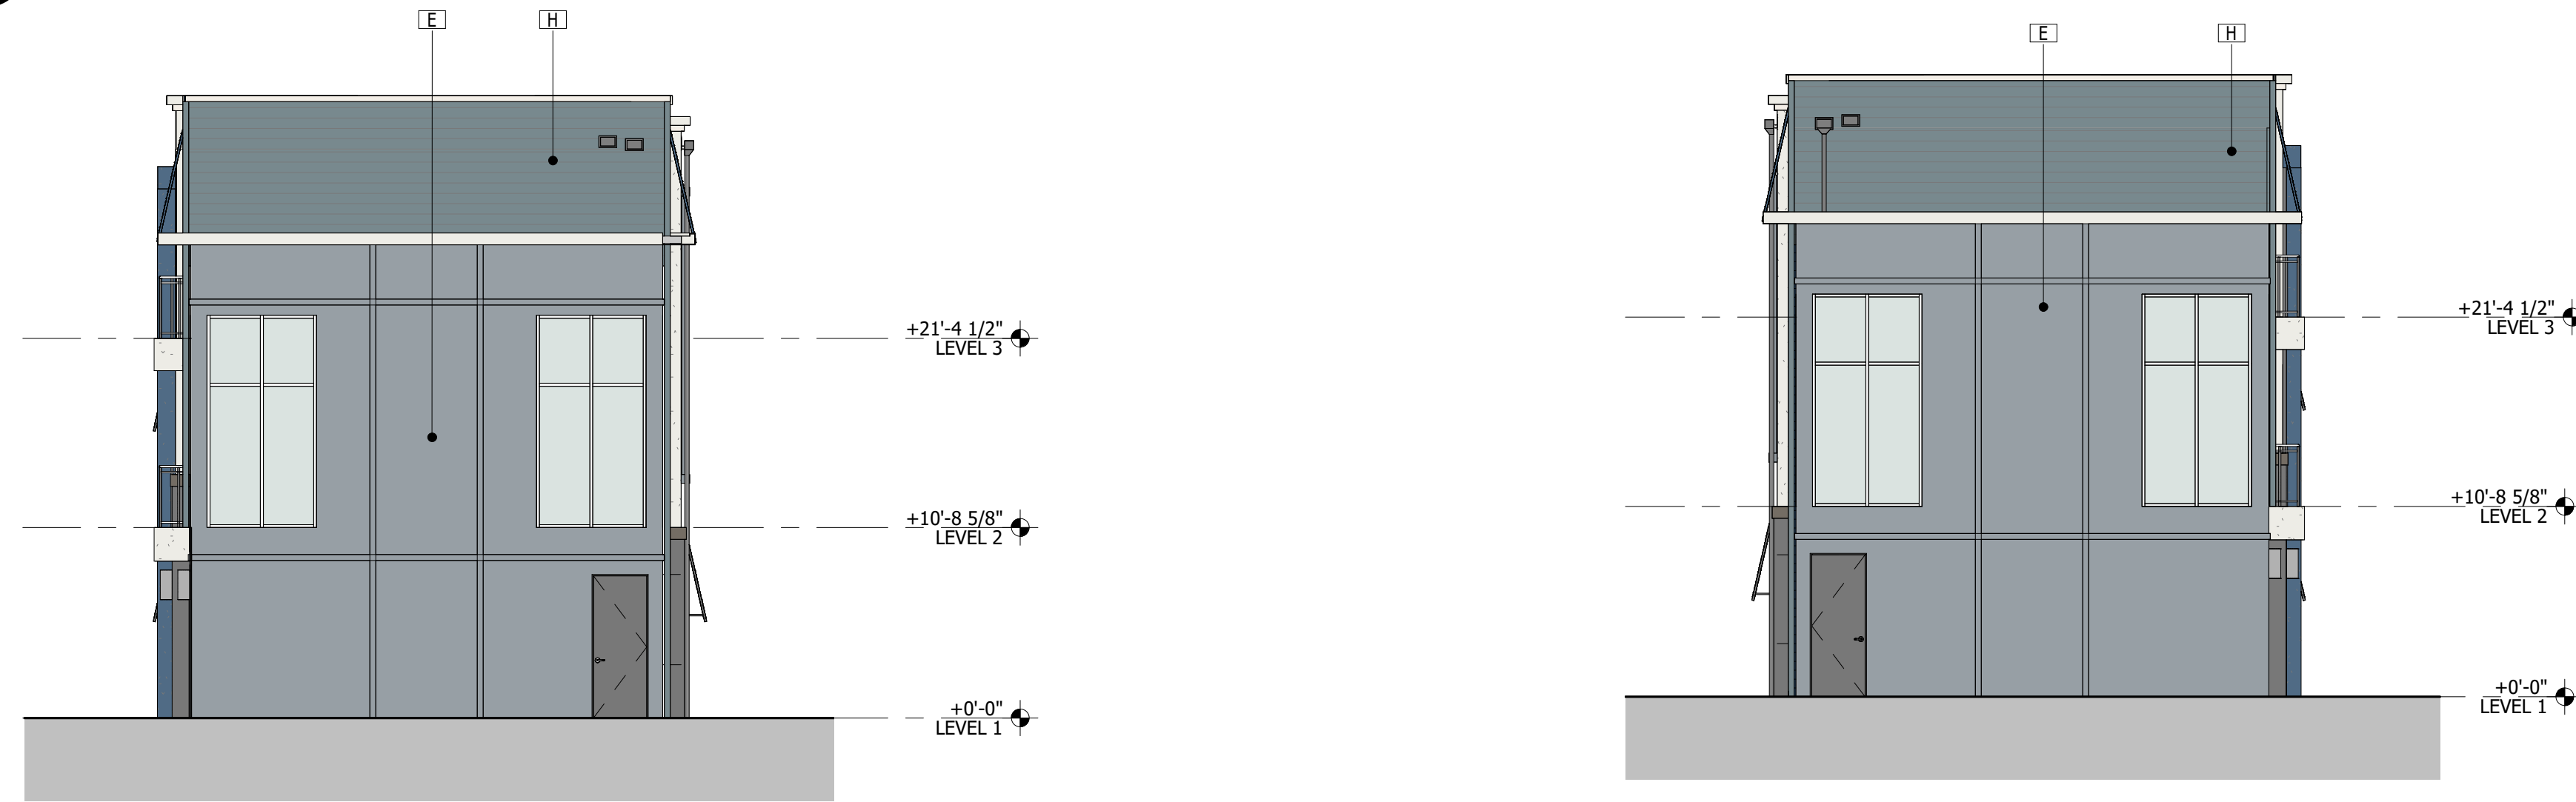 E
H
+21'-4 1/2"
LEVEL 3
+10'-8 5/8"
LEVEL 2
+0'-0"
LEVEL 1
E
H
+21'-4 1/2"
LEVEL 3
+10'-8 5/8"
LEVEL 2
+0'-0"
LEVEL 1